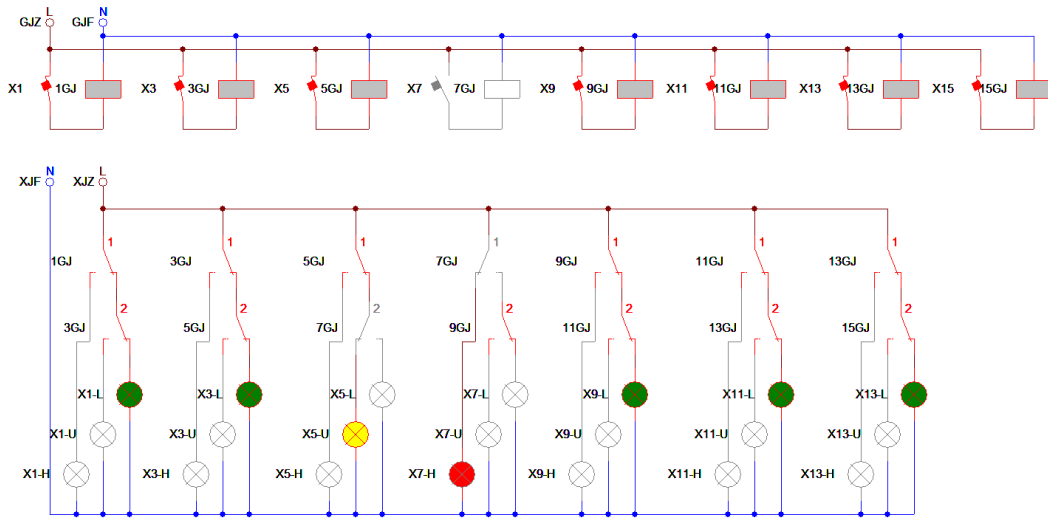 L N
GJZ GJF
X1 1GJ X3 3GJ X5 5GJ X7 7GJ X9 9GJ X11 11GJ X13 13GJ X15 15GJ
N L
XJF XJZ
1 1 1 1 1 1 1
1GJ 3GJ 5GJ 7GJ 9GJ 11GJ 13GJ
2 2 2 2 2 2 2
3GJ 5GJ 7GJ 9GJ 11GJ 13GJ 15GJ
X1-L X3-L X5-L X7-L X9-L X11-L X13-L
X1-U X3-U X5-U X7-U X9-U X11-U X13-U
X1-H X3-H X5-H X7-H X9-H X11-H X13-H